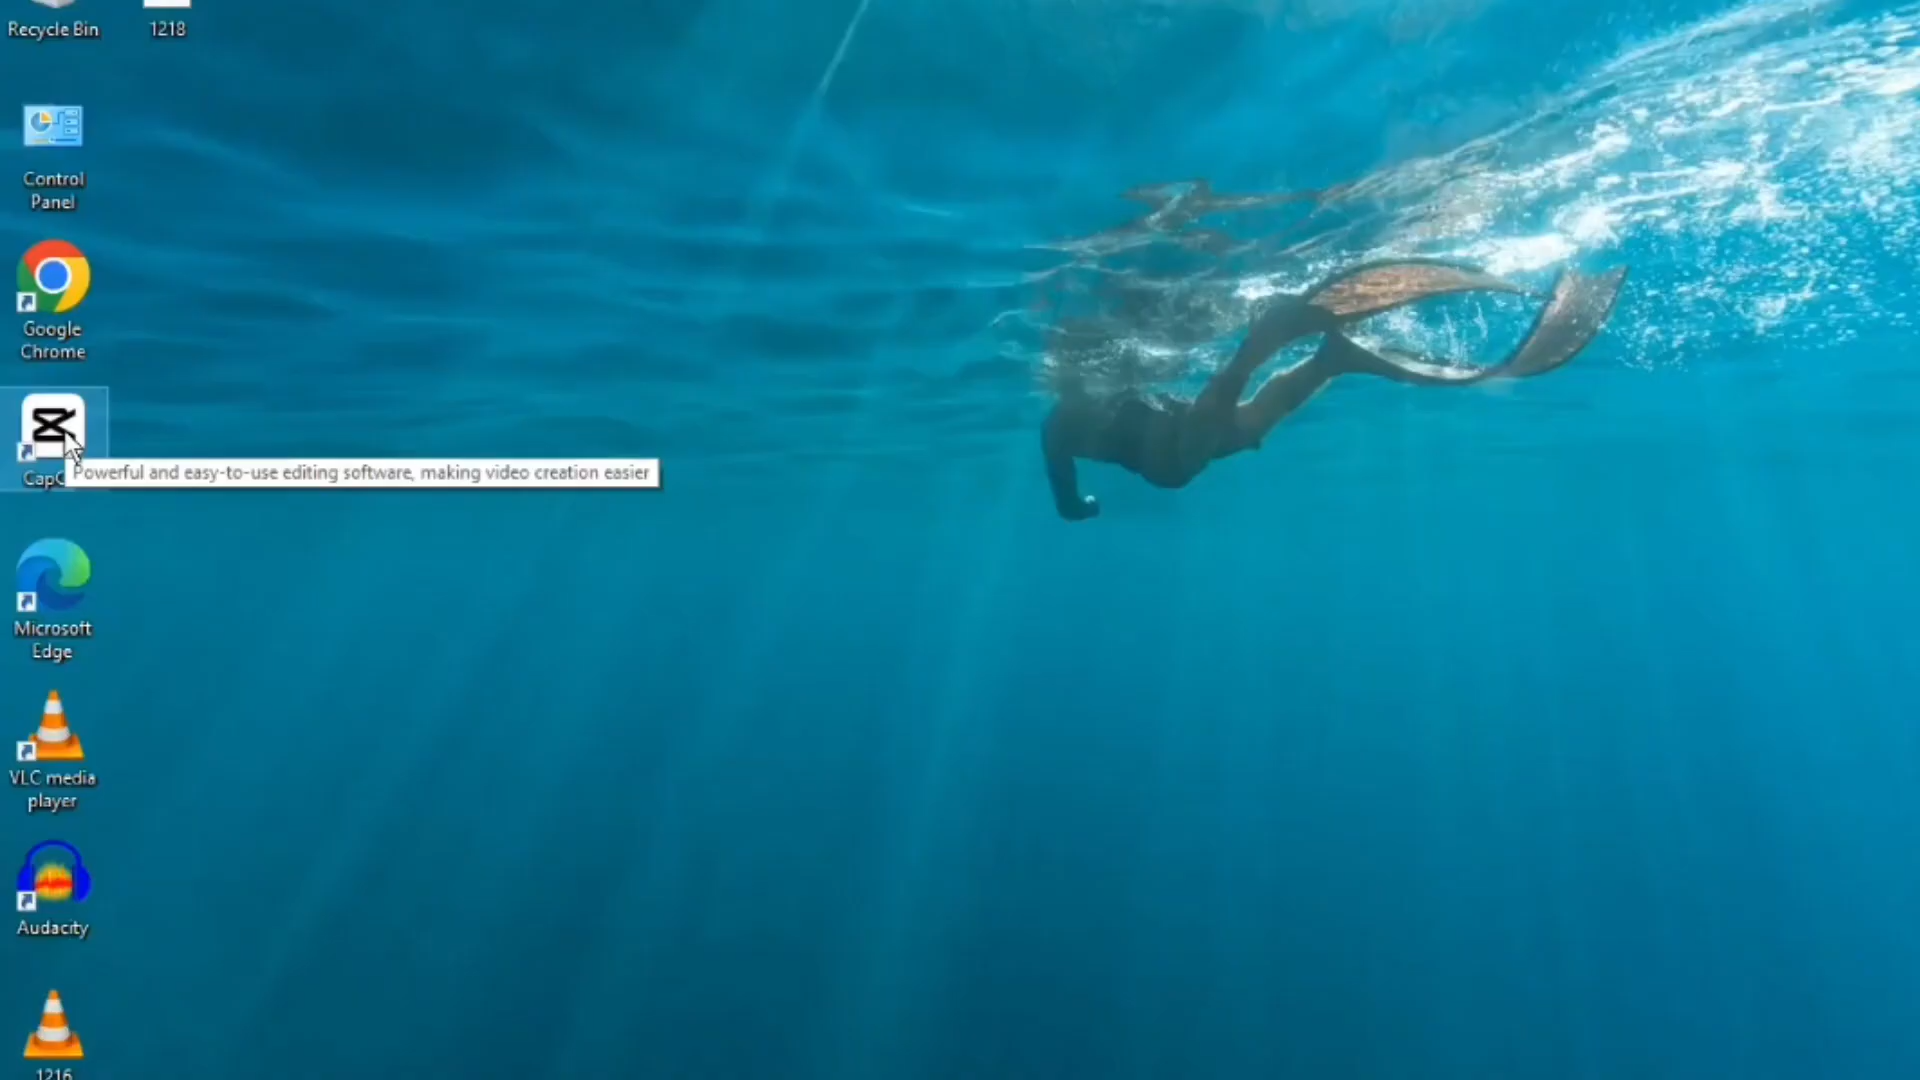 Recycle Bin
1218
Control
Panel
Google
Chrome
CapC
Powerful and easy-to-use editing software, making video creation easier
Microsoft
Edge
VLC media
player
Audacity
1216